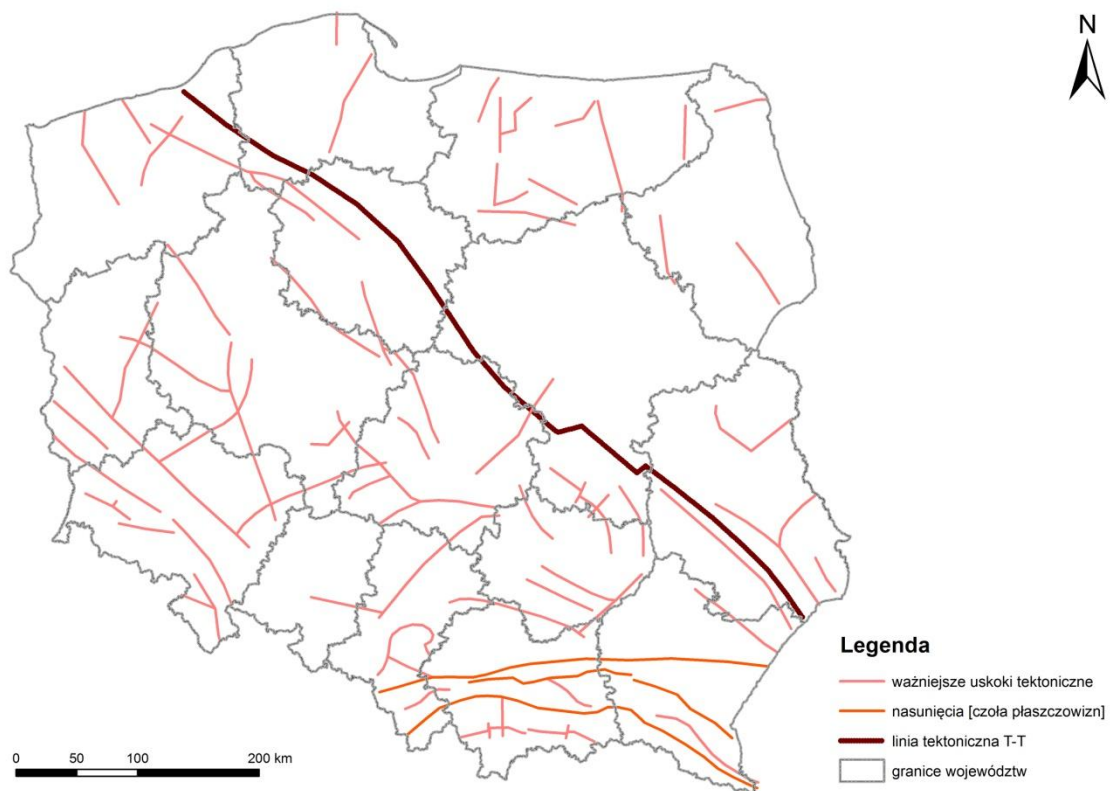 N
Legenda
ważniejsze uskoki tektoniczne
nasunięcia [czoła płaszczowizn]
linia tektoniczna T-T
granice województw
0 50 100 200 km